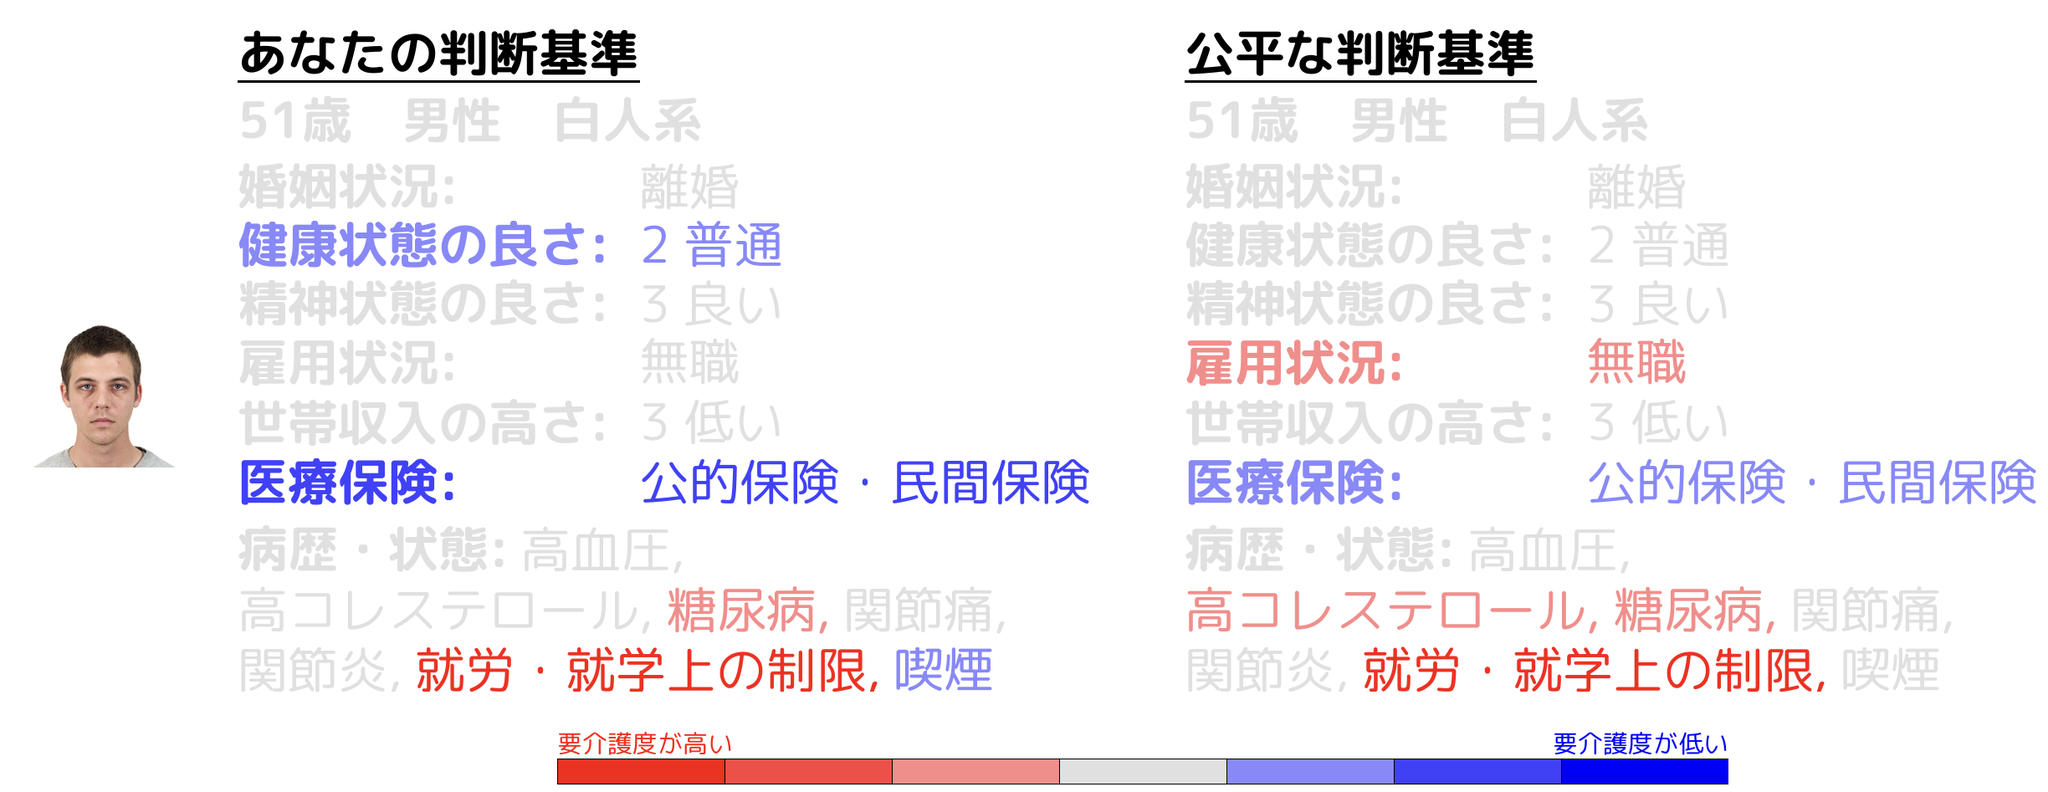 あなたの判断基準
51歳　男性　白人系
婚姻状況: 離婚
健康状態の良さ: 2 普通
精神状態の良さ: 3 良い
雇用状況: 無職
世帯収入の高さ: 3 低い
医療保険: 公的保険・民間保険
病歴・状態: 高血圧,
高コレステロール, 糖尿病, 関節痛,
関節炎, 就労・就学上の制限, 喫煙
公平な判断基準
51歳　男性　白人系
婚姻状況: 離婚
健康状態の良さ: 2 普通
精神状態の良さ: 3 良い
雇用状況: 無職
世帯収入の高さ: 3 低い
医療保険: 公的保険・民間保険
病歴・状態: 高血圧,
高コレステロール, 糖尿病, 関節痛,
関節炎, 就労・就学上の制限, 喫煙
要介護度が高い
要介護度が低い